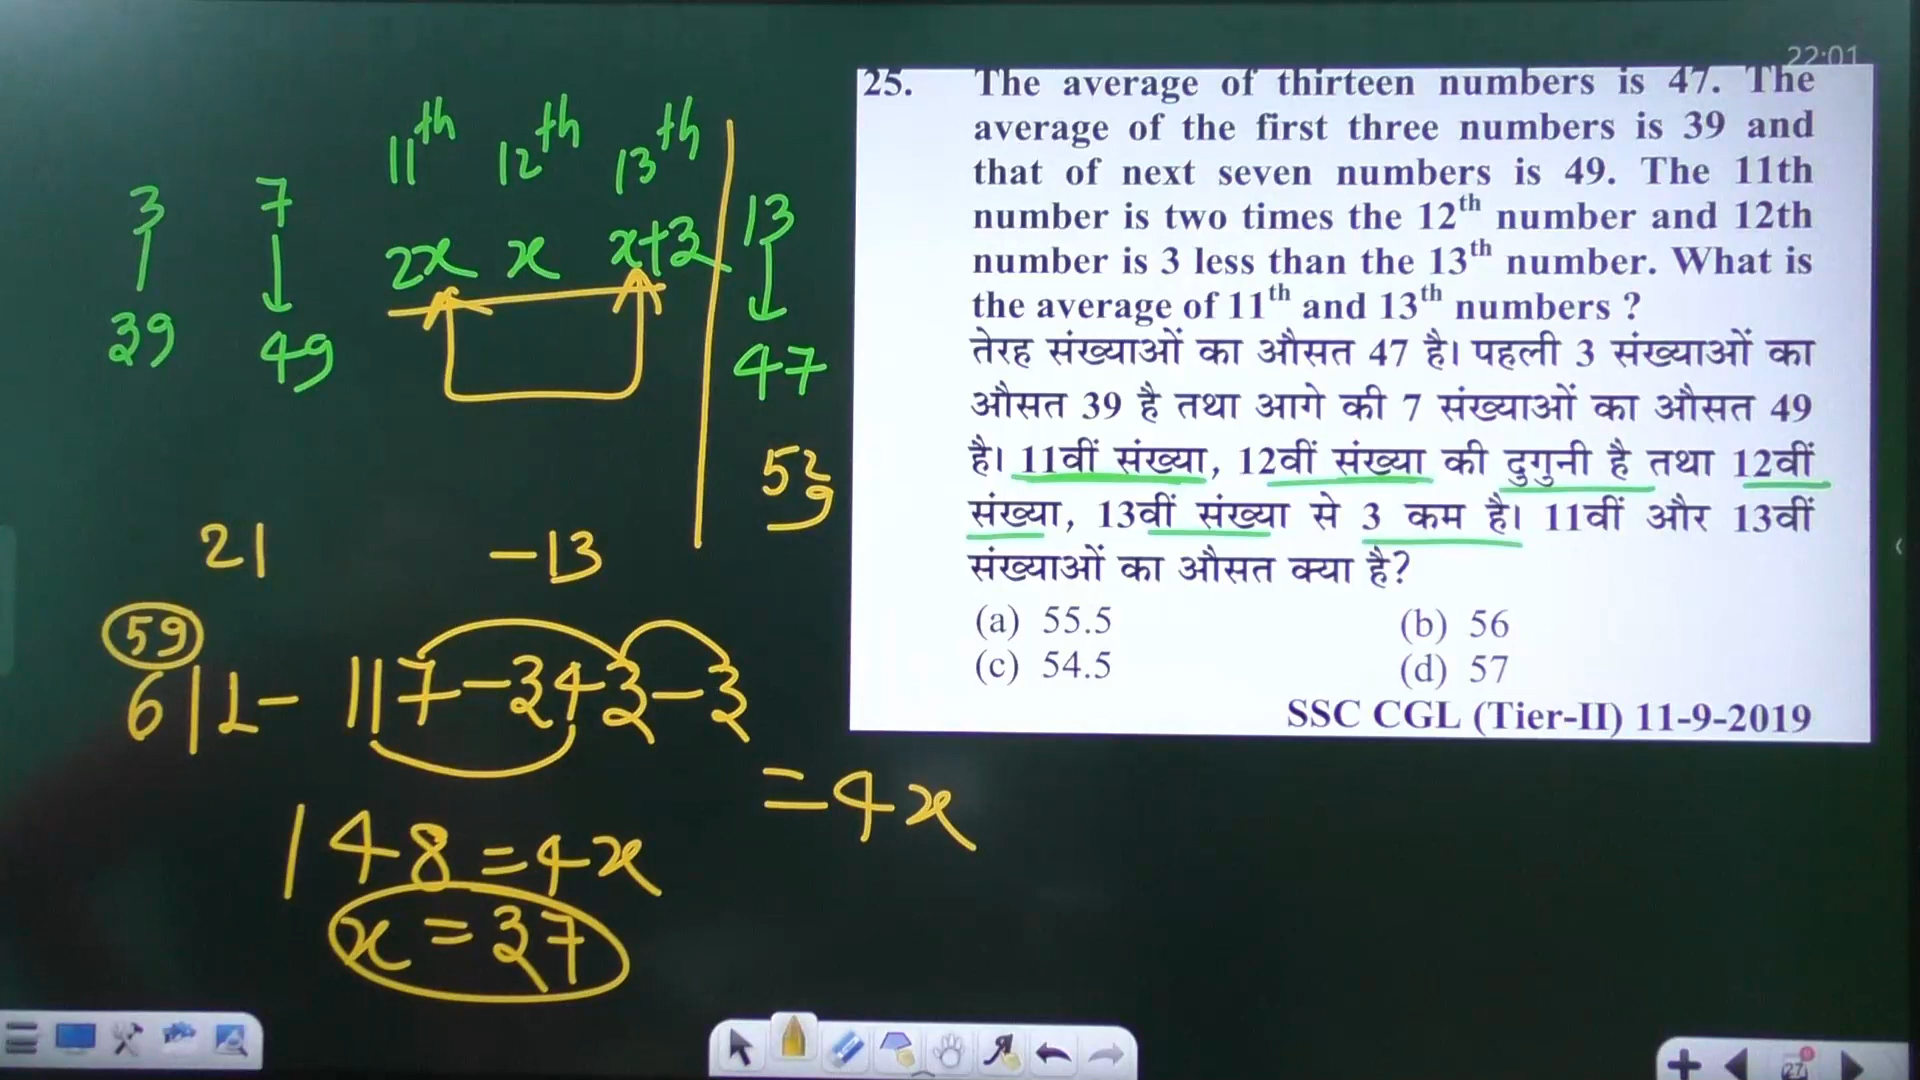 22:01
25. The average of thirteen numbers is 47. The
average of the first three numbers is 39 and
that of next seven numbers is 49. The 11th
number is two times the 12th number and 12th
number is 3 less than the 13th number. What is
the average of 11th and 13th numbers ?
तेरह संख्याओं का औसत 47 है। पहली 3 संख्याओं का
औसत 39 है तथा आगे की 7 संख्याओं का औसत 49
है। 11वीं संख्या, 12वीं संख्या की दुगुनी है तथा 12वीं
संख्या, 13वीं संख्या से 3 कम है। 11वीं और 13वीं
संख्याओं का औसत क्या है?
(a) 55.5 (b) 56
(c) 54.5 (d) 57
SSC CGL (Tier-II) 11-9-2019
11th 12th 13th
3 7 2x x x+3 13
39 49 47
21 -13
59
117-34+3-3
=4x
148=4x
x=37
27